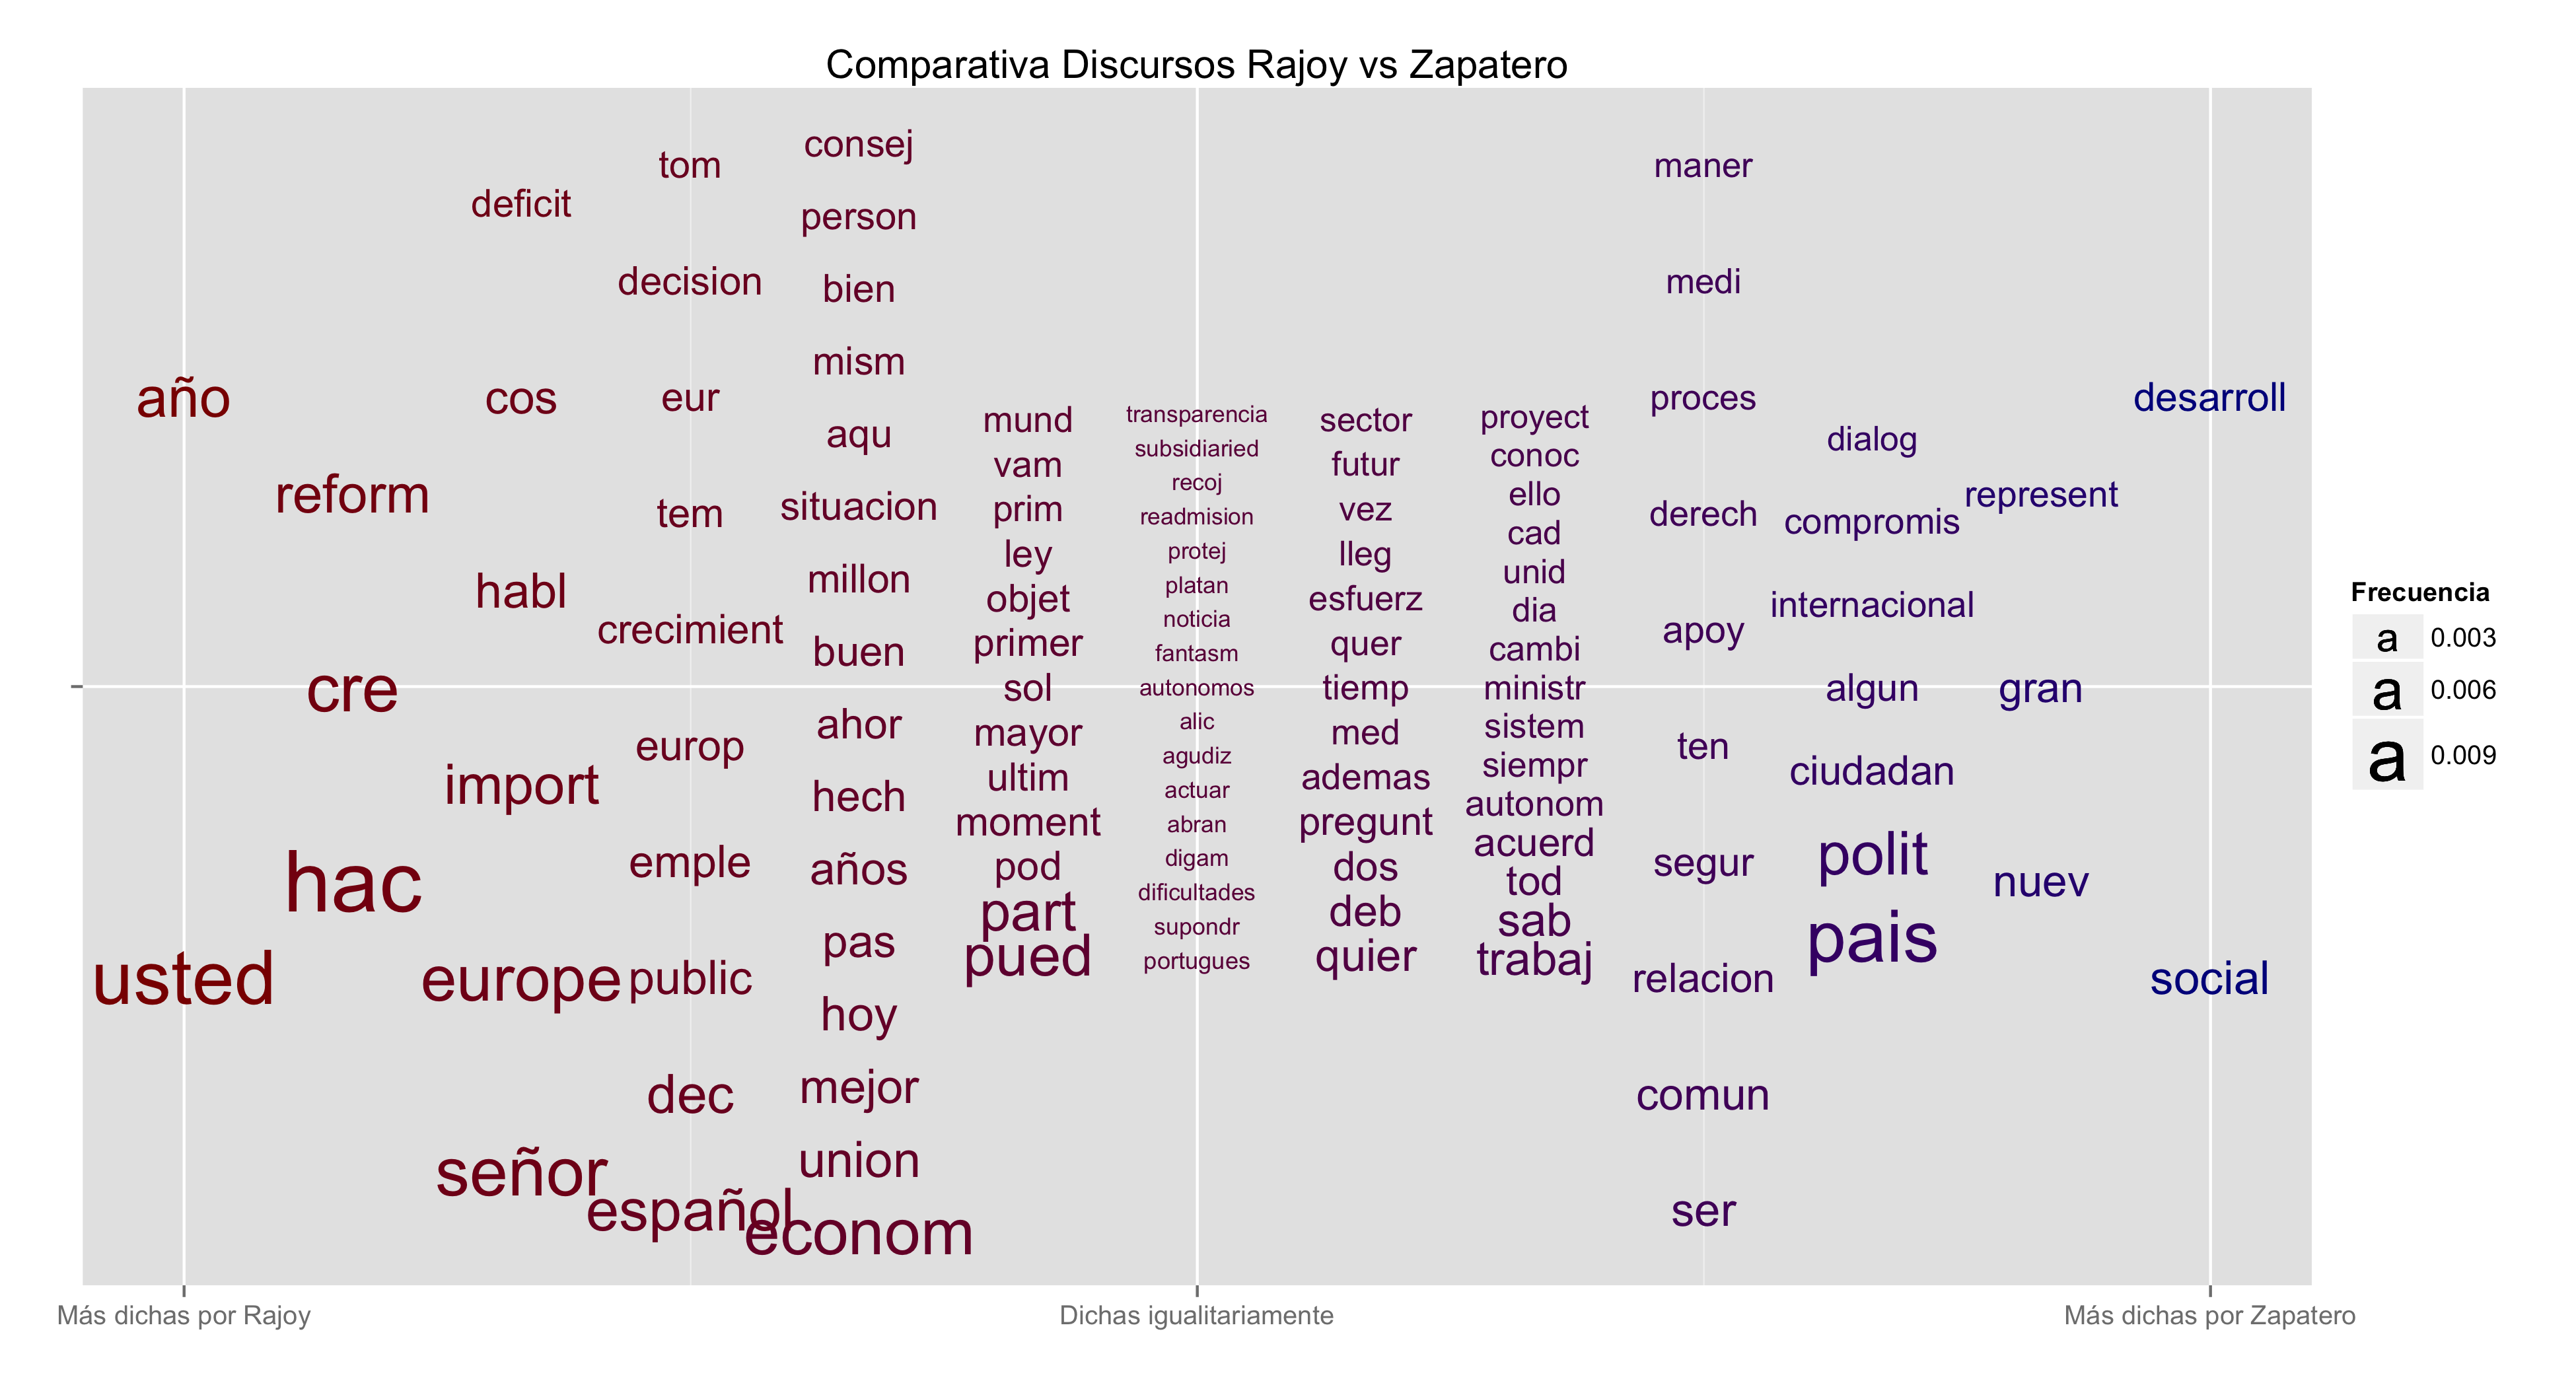 Comparativa Discursos Rajoy vs Zapatero
año
usted
reform
cre
hac
deficit
cos
habl
import
europe
señor
tom
decision
eur
tem
crecimient
europ
emple
public
dec
español
consej
person
bien
mism
aqu
situacion
millon
buen
ahor
hech
años
pas
hoy
mejor
union
econom
mund
vam
prim
ley
objet
primer
sol
mayor
ultim
moment
pod
part
pued
transparencia
subsidiaried
recoj
readmision
protej
platan
noticia
fantasm
autonomos
alic
agudiz
actuar
abran
digam
dificultades
supondr
portugues
sector
futur
vez
lleg
esfuerz
quer
tiemp
med
ademas
pregunt
dos
deb
quier
proyect
conoc
ello
cad
unid
dia
cambi
ministr
sistem
siempr
autonom
acuerd
tod
sab
trabaj
maner
medi
proces
derech
apoy
ten
segur
relacion
comun
ser
dialog
compromis
internacional
algun
ciudadan
polit
pais
represent
gran
nuev
desarroll
social
Frecuencia
a 0.003
a 0.006
a 0.009
Más dichas por Rajoy
Dichas igualitariamente
Más dichas por Zapatero